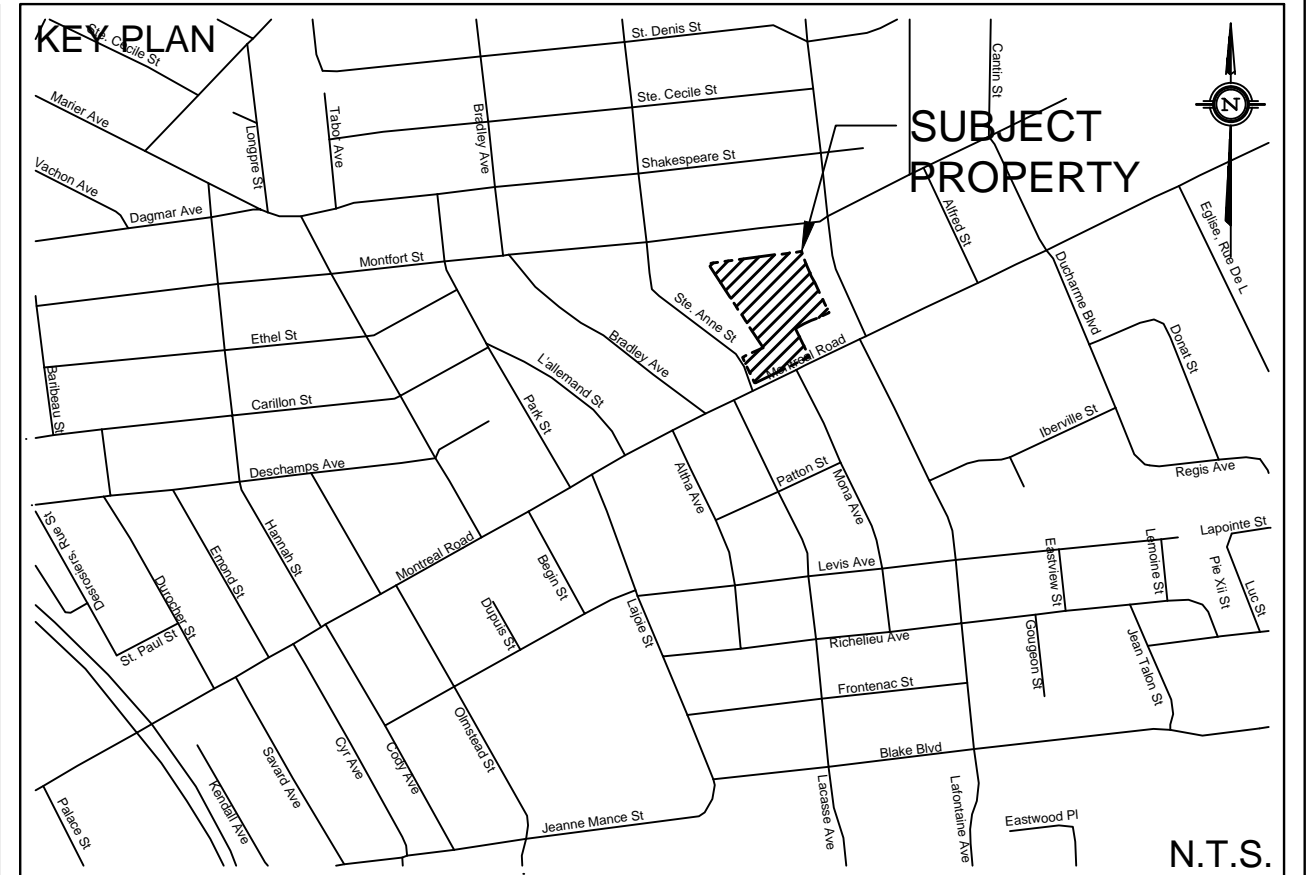 KEY PLAN
Ste. Cecile St
St. Denis St
Cantin St
Marier Ave
Longpre St
Tabor Ave
Bradley Ave
Ste. Cecile St
N
SUBJECT
PROPERTY
Shakespeare St
Vachon Ave
Dagmar Ave
Alfred St
Eglise, Rue De L
Montfort St
Ducharme Blvd
Ste. Anne St
Ethel St
Bradley Ave
Montreal Road
Donat St
L'allemand St
Baribeau St
Carillon St
Park St
Iberville St
Deschamps Ave
Altha Ave
Patton St
Mona Ave
Regis Ave
Desrosiers, Rue St
Durocher St
Emond St
Hannah St
Montreal Road
Begin St
Levis Ave
Eastview St
Lemoine St
Lapointe St
Pie Xii St
Luc St
St. Paul St
Dupuis St
Lajoie St
Richelieu Ave
Gougeon St
Jean Talon St
Frontenac St
Olmstead St
Blake Blvd
Palace St
Kendall Ave
Savard Ave
Cyr Ave
Cody Ave
Jeanne Mance St
Lacasse Ave
Lafontaine Ave
Eastwood Pl
N.T.S.